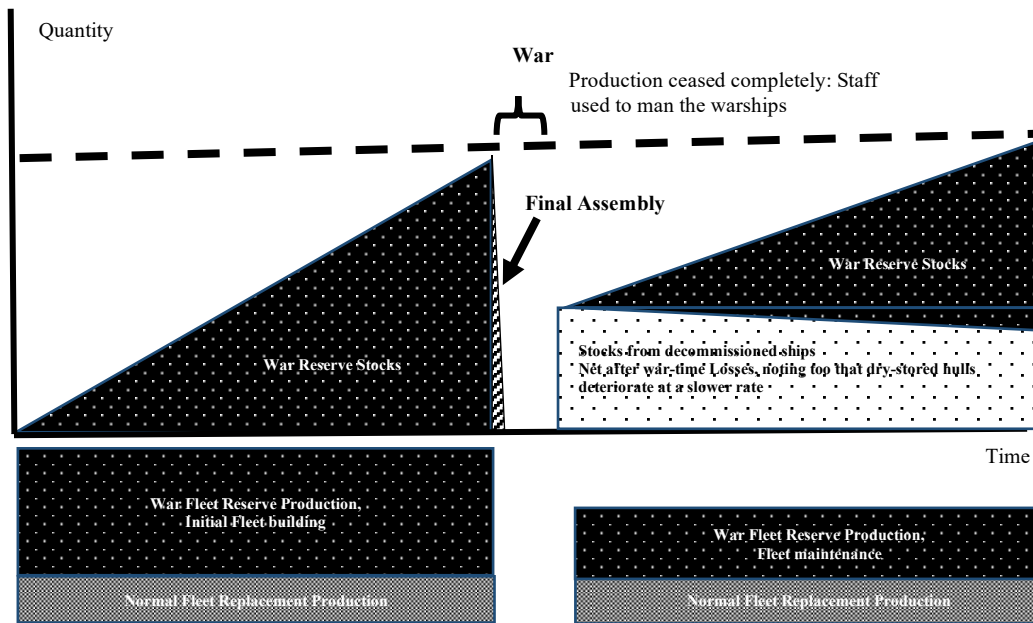 Quantity
War
Production ceased completely: Staff
used to man the warships
Final Assembly
War Reserve Stocks
War Reserve Stocks
Stocks from decommissioned ships
Net after war-time Losses, noting too that dry-stored hulls
deteriorate at a slower rate
Time
War Fleet Reserve Production,
Initial Fleet building
War Fleet Reserve Production,
Fleet maintenance
Normal Fleet Replacement Production
Normal Fleet Replacement Production